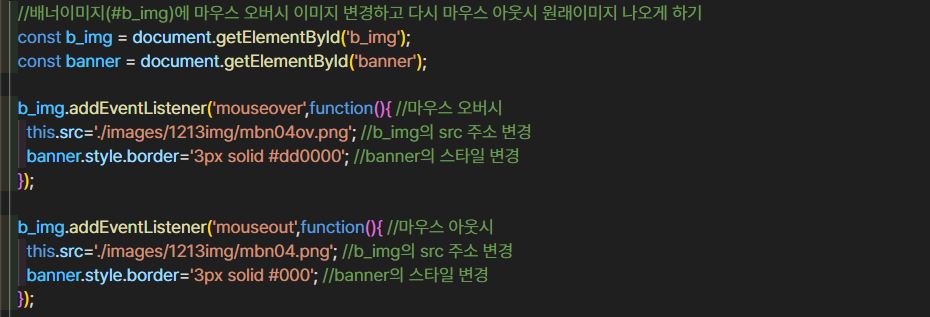 //배너이미지(#b_img)에 마우스 오버시 이미지 변경하고 다시 마우스 아웃시 원래이미지 나오게 하기
const b_img = document.getElementById('b_img');
const banner = document.getElementById('banner');
b_img.addEventListener('mouseover',function(){ //마우스 오버시
this.src='./images/1213img/mbn04ov.png'; //b_img의 src 주소 변경
banner.style.border='3px solid #dd0000'; //banner의 스타일 변경
});
b_img.addEventListener('mouseout',function(){ //마우스 아웃시
this.src='./images/1213img/mbn04.png'; //b_img의 src 주소 변경
banner.style.border='3px solid #000'; //banner의 스타일 변경
});